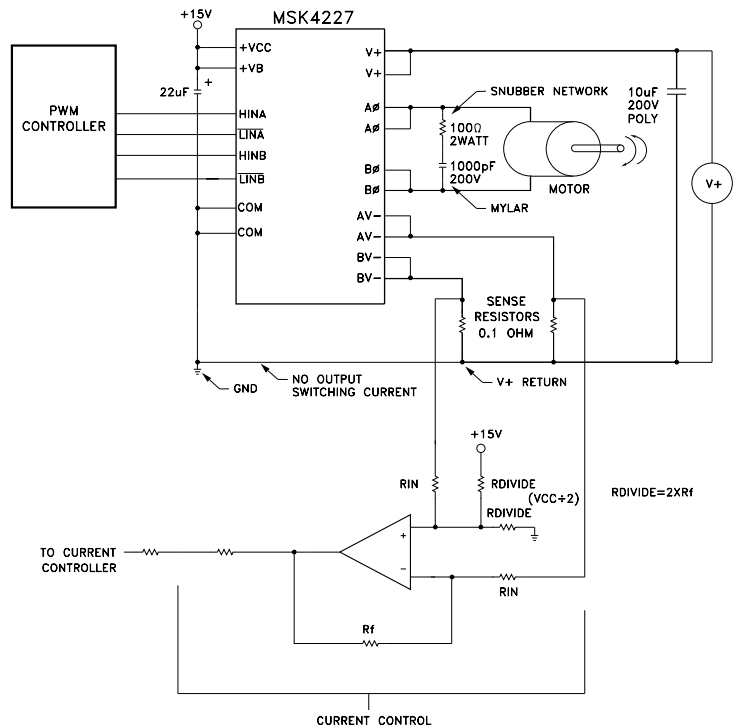 +15V
MSK4227
+VCC
+VB
22uF
+
PWM
CONTROLLER
HINA
LINA
HINB
LINB
COM
COM
V+
V+
AØ
AØ
BØ
BØ
AV-
AV-
BV-
BV-
SNUBBER NETWORK
100Ω
2WATT
1000pF
200V
MYLAR
MOTOR
10uF
200V
POLY
V+
SENSE
RESISTORS
0.1 OHM
GND
NO OUTPUT
SWITCHING CURRENT
V+ RETURN
+15V
RIN
RDIVIDE
(VCC÷2)
RDIVIDE
RDIVIDE=2XRf
+
-
RIN
TO CURRENT
CONTROLLER
Rf
CURRENT CONTROL